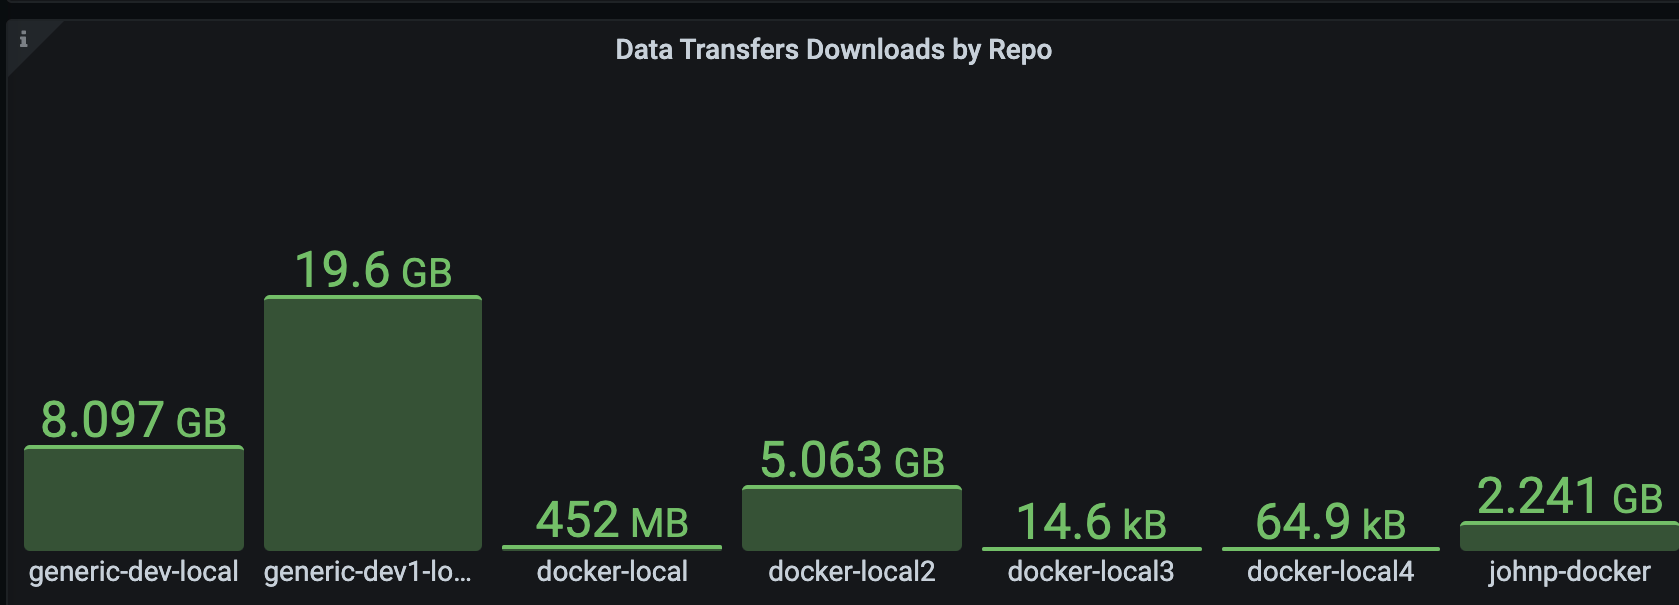 Data Transfers Downloads by Repo
8.097 GB
generic-dev-local
19.6 GB
generic-dev1-lo...
452 MB
docker-local
5.063 GB
docker-local2
14.6 kB
docker-local3
64.9 kB
docker-local4
2.241 GB
johnp-docker